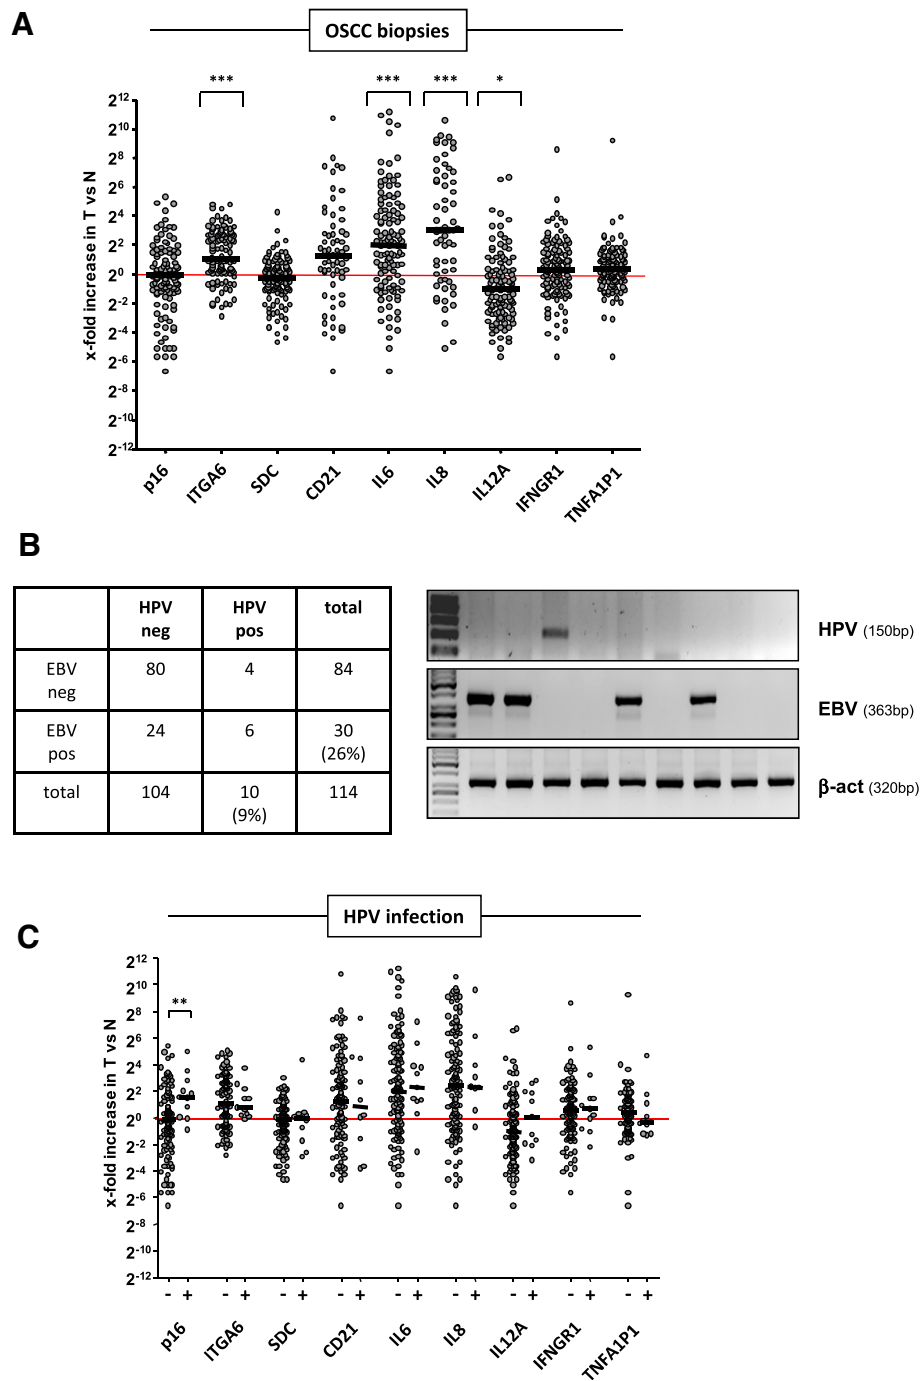 A
OSCC biopsies
*** *** *** *
x-fold increase in T vs N
2^12
2^10
2^8
2^6
2^4
2^2
2^0
2^-2
2^-4
2^-6
2^-8
2^-10
2^-12
p16 ITGA6 SDC CD21 IL6 IL8 IL12A IFNGR1 TNFA1P1
B
HPV neg HPV pos total
EBV neg 80 4 84
EBV pos 24 6 30 (26%)
total 104 10 (9%) 114
HPV (150bp)
EBV (363bp)
β-act (320bp)
C
HPV infection
**
x-fold increase in T vs N
2^12
2^10
2^8
2^6
2^4
2^2
2^0
2^-2
2^-4
2^-6
2^-8
2^-10
2^-12
- + - + - + - + - + - + - + - + - +
p16 ITGA6 SDC CD21 IL6 IL8 IL12A IFNGR1 TNFA1P1